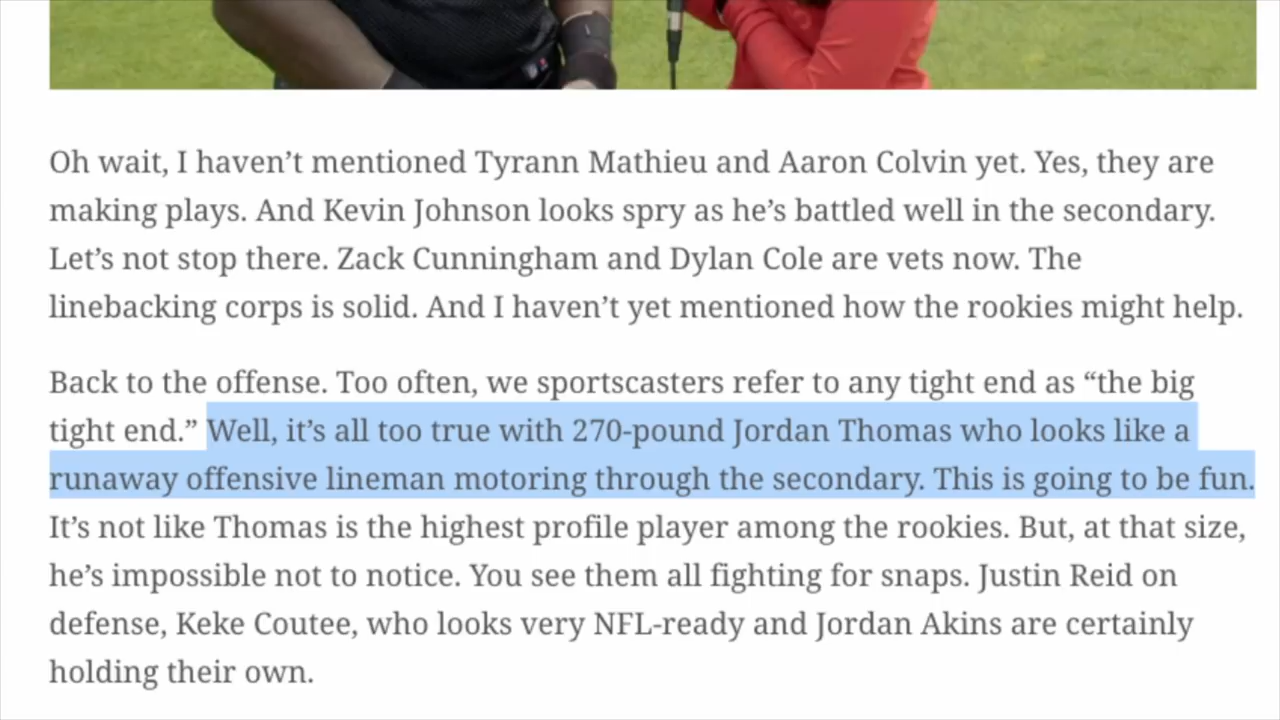 Oh wait, I haven’t mentioned Tyrann Mathieu and Aaron Colvin yet. Yes, they are
making plays. And Kevin Johnson looks spry as he’s battled well in the secondary.
Let’s not stop there. Zack Cunningham and Dylan Cole are vets now. The
linebacking corps is solid. And I haven’t yet mentioned how the rookies might help.
Back to the offense. Too often, we sportscasters refer to any tight end as “the big
tight end.” Well, it’s all too true with 270-pound Jordan Thomas who looks like a
runaway offensive lineman motoring through the secondary. This is going to be fun.
It’s not like Thomas is the highest profile player among the rookies. But, at that size,
he’s impossible not to notice. You see them all fighting for snaps. Justin Reid on
defense, Keke Coutee, who looks very NFL-ready and Jordan Akins are certainly
holding their own.